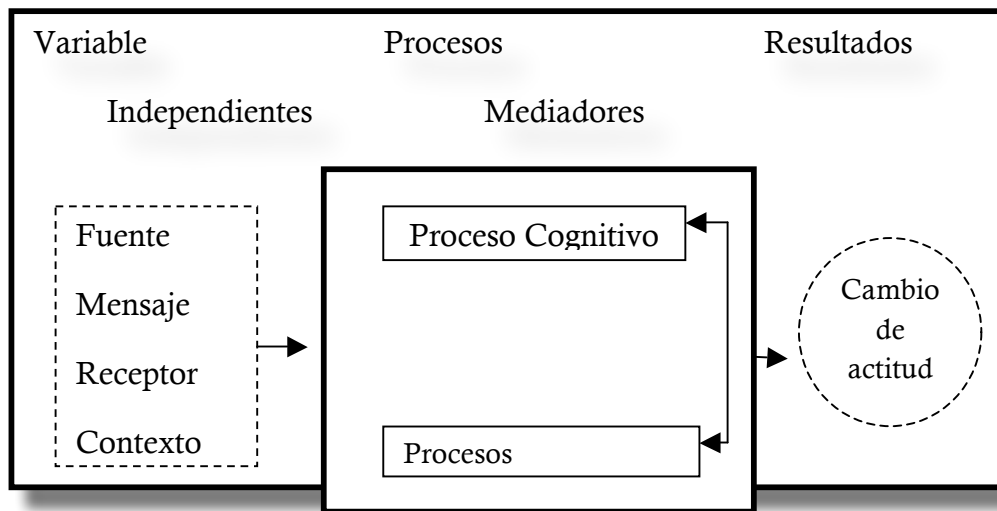 Variable Procesos Resultados
Independientes Mediadores
Fuente
Mensaje
Receptor
Contexto
Proceso Cognitivo
Procesos
Cambio
de
actitud